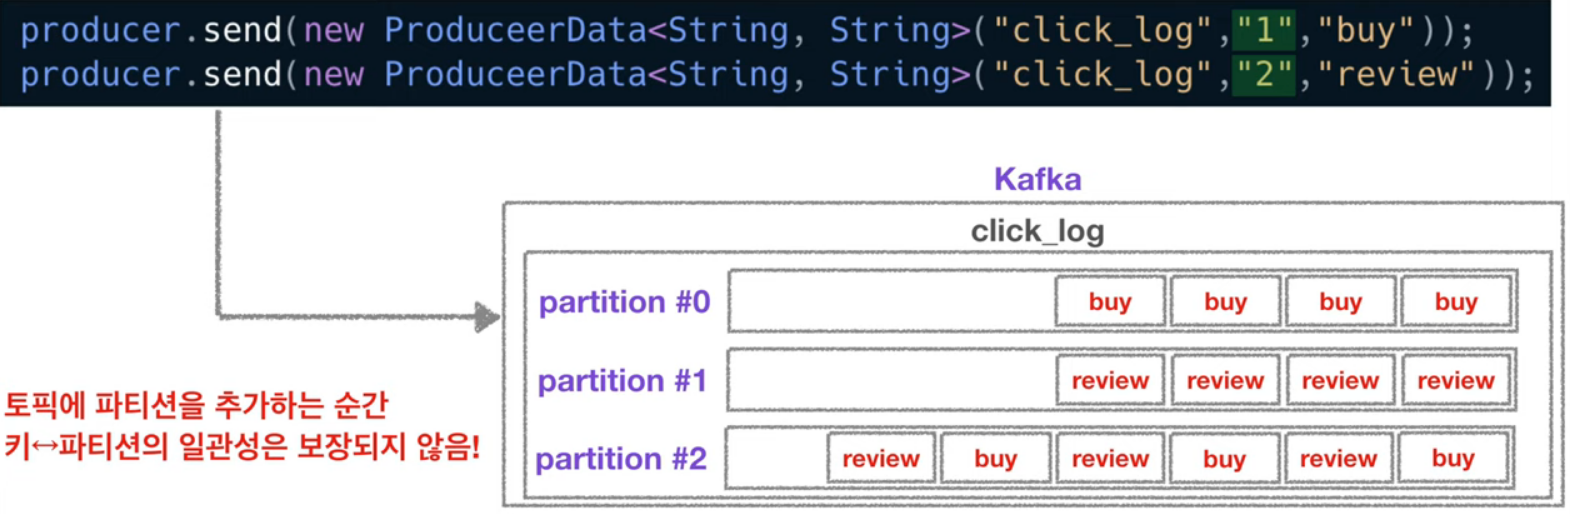 producer.send(new ProduceerData<String, String>("click_log","1","buy"));
producer.send(new ProduceerData<String, String>("click_log","2","review"));
Kafka
click_log
partition #0 buy buy buy buy
partition #1 review review review review
partition #2 review buy review buy review buy
토픽에 파티션을 추가하는 순간
키↔파티션의 일관성은 보장되지 않음!